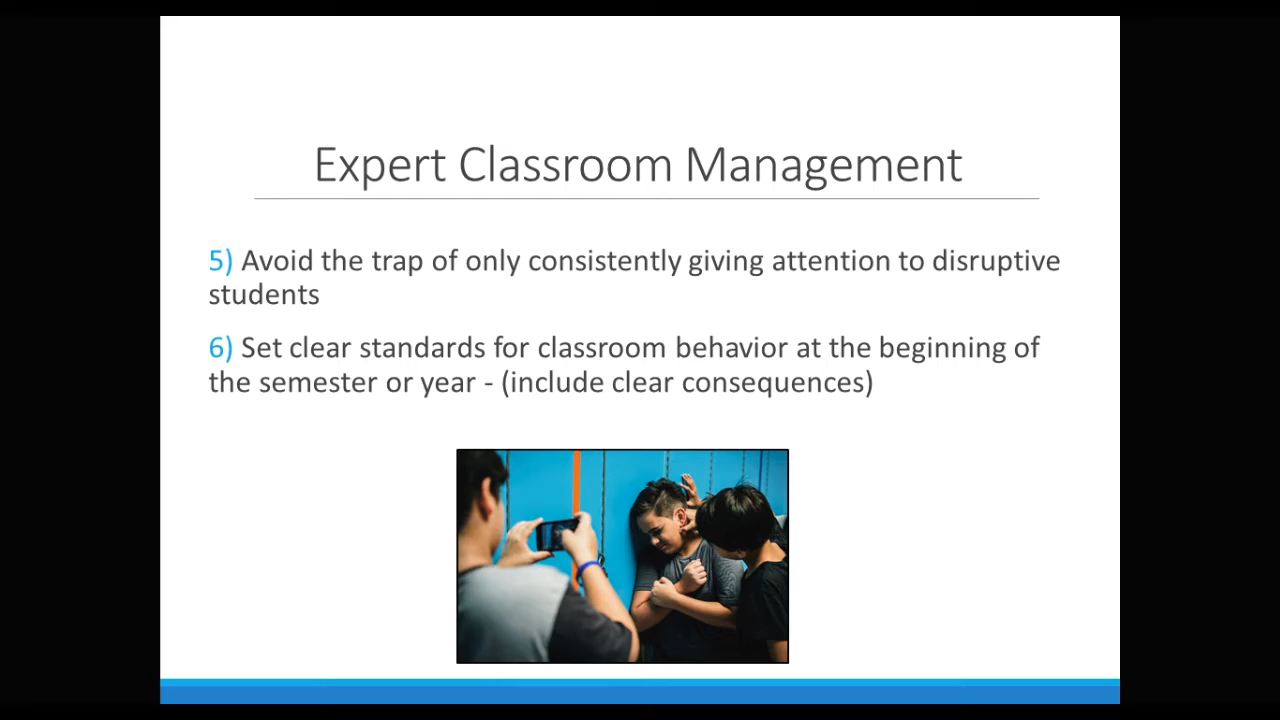 Expert Classroom Management
5) Avoid the trap of only consistently giving attention to disruptive
students
6) Set clear standards for classroom behavior at the beginning of
the semester or year - (include clear consequences)